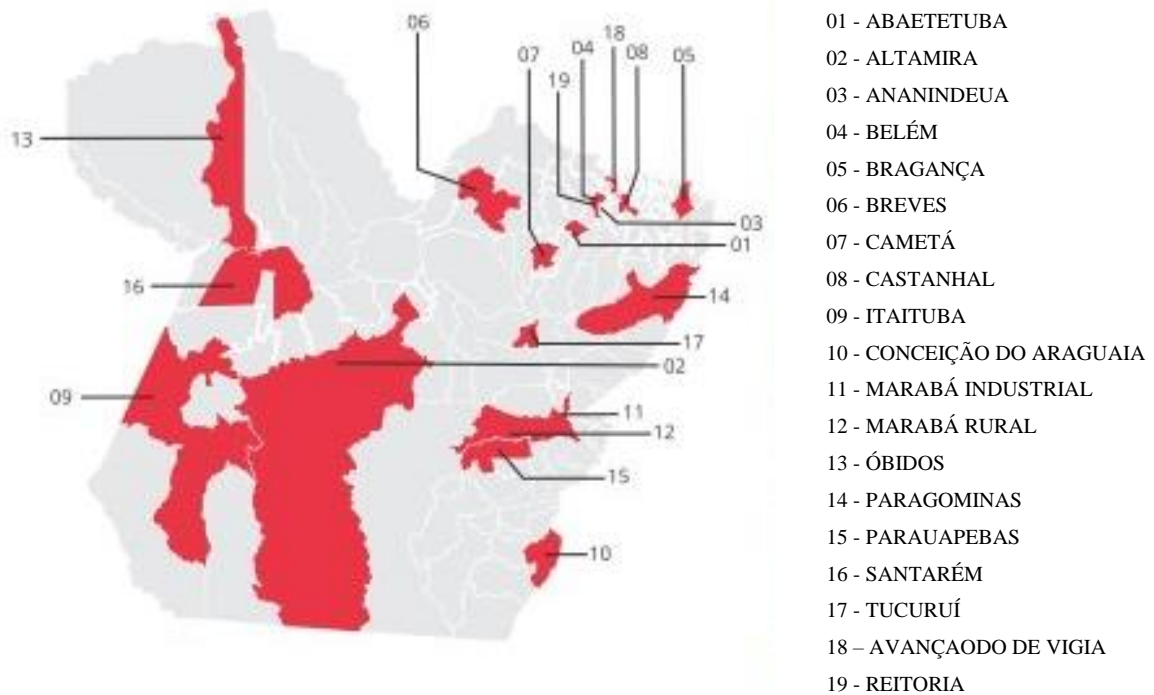 06
18
04
08
05
07
19
13
03
01
16
14
17
02
09
11
12
15
10
01 - ABAETETUBA
02 - ALTAMIRA
03 - ANANINDEUA
04 - BELÉM
05 - BRAGANÇA
06 - BREVES
07 - CAMETÁ
08 - CASTANHAL
09 - ITAITUBA
10 - CONCEIÇÃO DO ARAGUAIA
11 - MARABÁ INDUSTRIAL
12 - MARABÁ RURAL
13 - ÓBIDOS
14 - PARAGOMINAS
15 - PARAUAPEBAS
16 - SANTARÉM
17 - TUCURUÍ
18 – AVANÇAODO DE VIGIA
19 - REITORIA